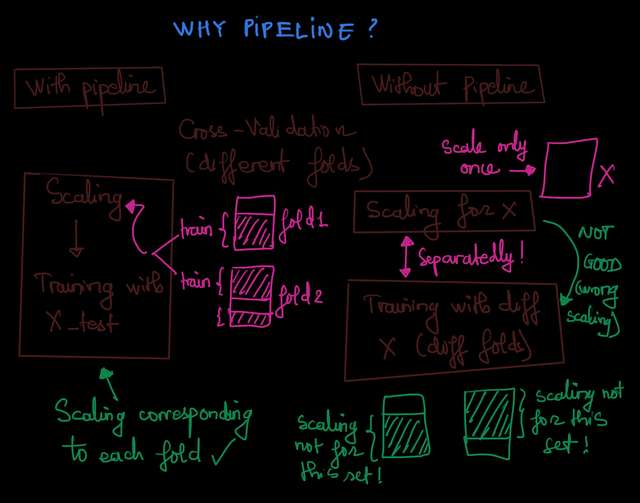 WHY PIPELINE ?
With pipeline
Without Pipeline
Cross-Validation
(different folds)
Scale only
once
X
Scaling
train
fold 1
train
fold 2
Training with
X_test
Scaling for X
Separatedly !
Training with diff
X (diff folds)
NOT
GOOD
(wrong
scaling)
Scaling corresponding
to each fold ✓
scaling
not for
this set !
scaling not
for this
set !